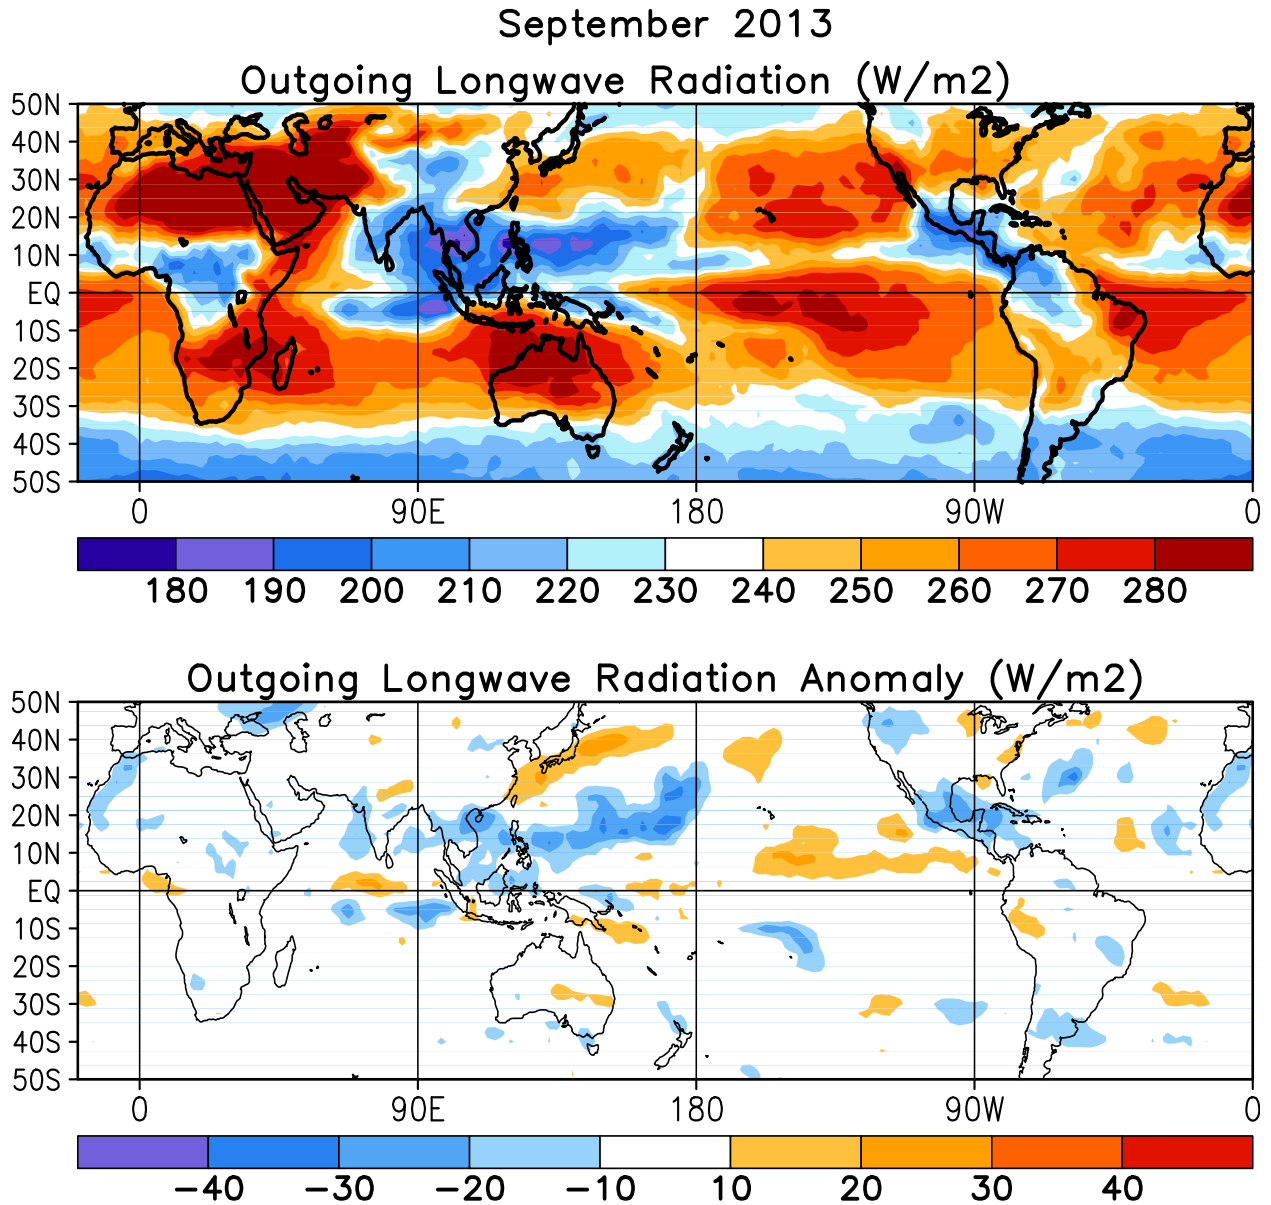 September 2013
Outgoing Longwave Radiation (W/m2)
50N
40N
30N
20N
10N
EQ
10S
20S
30S
40S
50S
0 90E 180 90W 0
180 190 200 210 220 230 240 250 260 270 280
Outgoing Longwave Radiation Anomaly (W/m2)
50N
40N
30N
20N
10N
EQ
10S
20S
30S
40S
50S
0 90E 180 90W 0
−40 −30 −20 −10 10 20 30 40